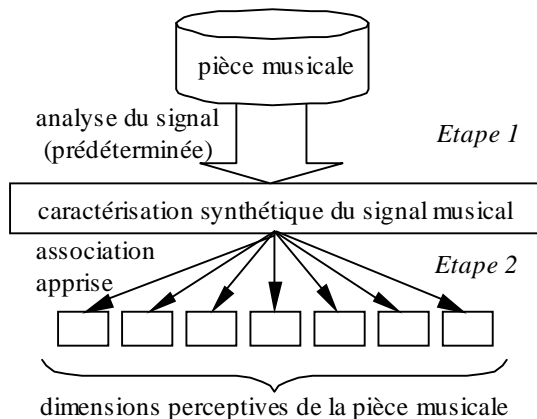 pièce musicale
analyse du signal
(prédéterminée)
Etape 1
caractérisation synthétique du signal musical
association
apprise
Etape 2
dimensions perceptives de la pièce musicale